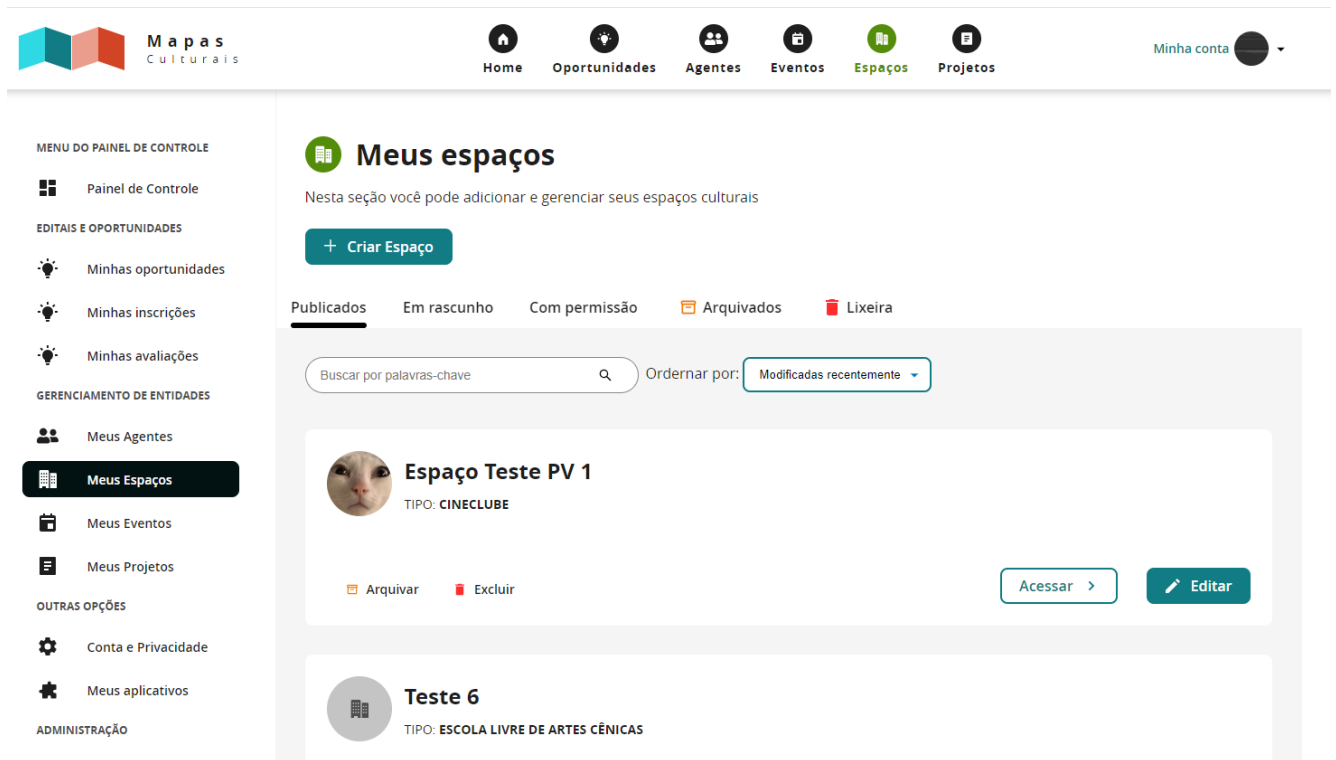 Mapas
Culturais
Home
Oportunidades
Agentes
Eventos
Espaços
Projetos
Minha conta
MENU DO PAINEL DE CONTROLE
Painel de Controle
EDITAIS E OPORTUNIDADES
Minhas oportunidades
Minhas inscrições
Minhas avaliações
GERENCIAMENTO DE ENTIDADES
Meus Agentes
Meus Espaços
Meus Eventos
Meus Projetos
OUTRAS OPÇÕES
Conta e Privacidade
Meus aplicativos
ADMINISTRAÇÃO
Meus espaços
Nesta seção você pode adicionar e gerenciar seus espaços culturais
+ Criar Espaço
Publicados
Em rascunho
Com permissão
Arquivados
Lixeira
Buscar por palavras-chave
Ordernar por:
Modificadas recentemente
Espaço Teste PV 1
TIPO: CINECLUBE
Arquivar
Excluir
Acessar
Editar
Teste 6
TIPO: ESCOLA LIVRE DE ARTES CÊNICAS